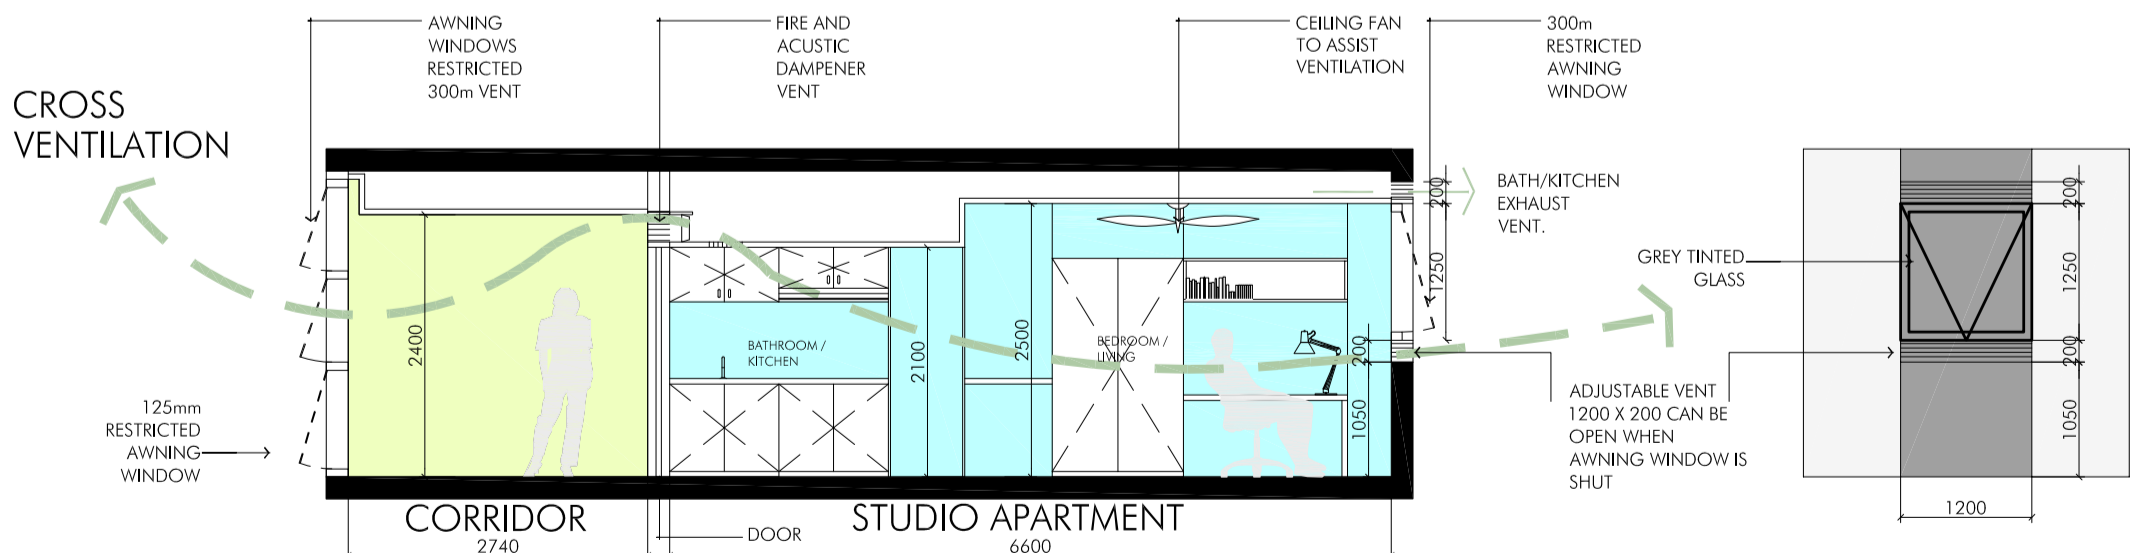 AWNING
WINDOWS
RESTRICTED
300m VENT
FIRE AND
ACUSTIC
DAMPENER
VENT
CEILING FAN
TO ASSIST
VENTILATION
300m
RESTRICTED
AWNING
WINDOW
CROSS
VENTILATION
BATH/KITCHEN
EXHAUST
VENT.
GREY TINTED
GLASS
200
1250
200
1050
200
1250
200
1050
1200
2400
2100
2500
BATHROOM /
KITCHEN
BEDROOM /
LIVING
125mm
RESTRICTED
AWNING
WINDOW
ADJUSTABLE VENT
1200 X 200 CAN BE
OPEN WHEN
AWNING WINDOW IS
SHUT
CORRIDOR
2740
DOOR
STUDIO APARTMENT
6600